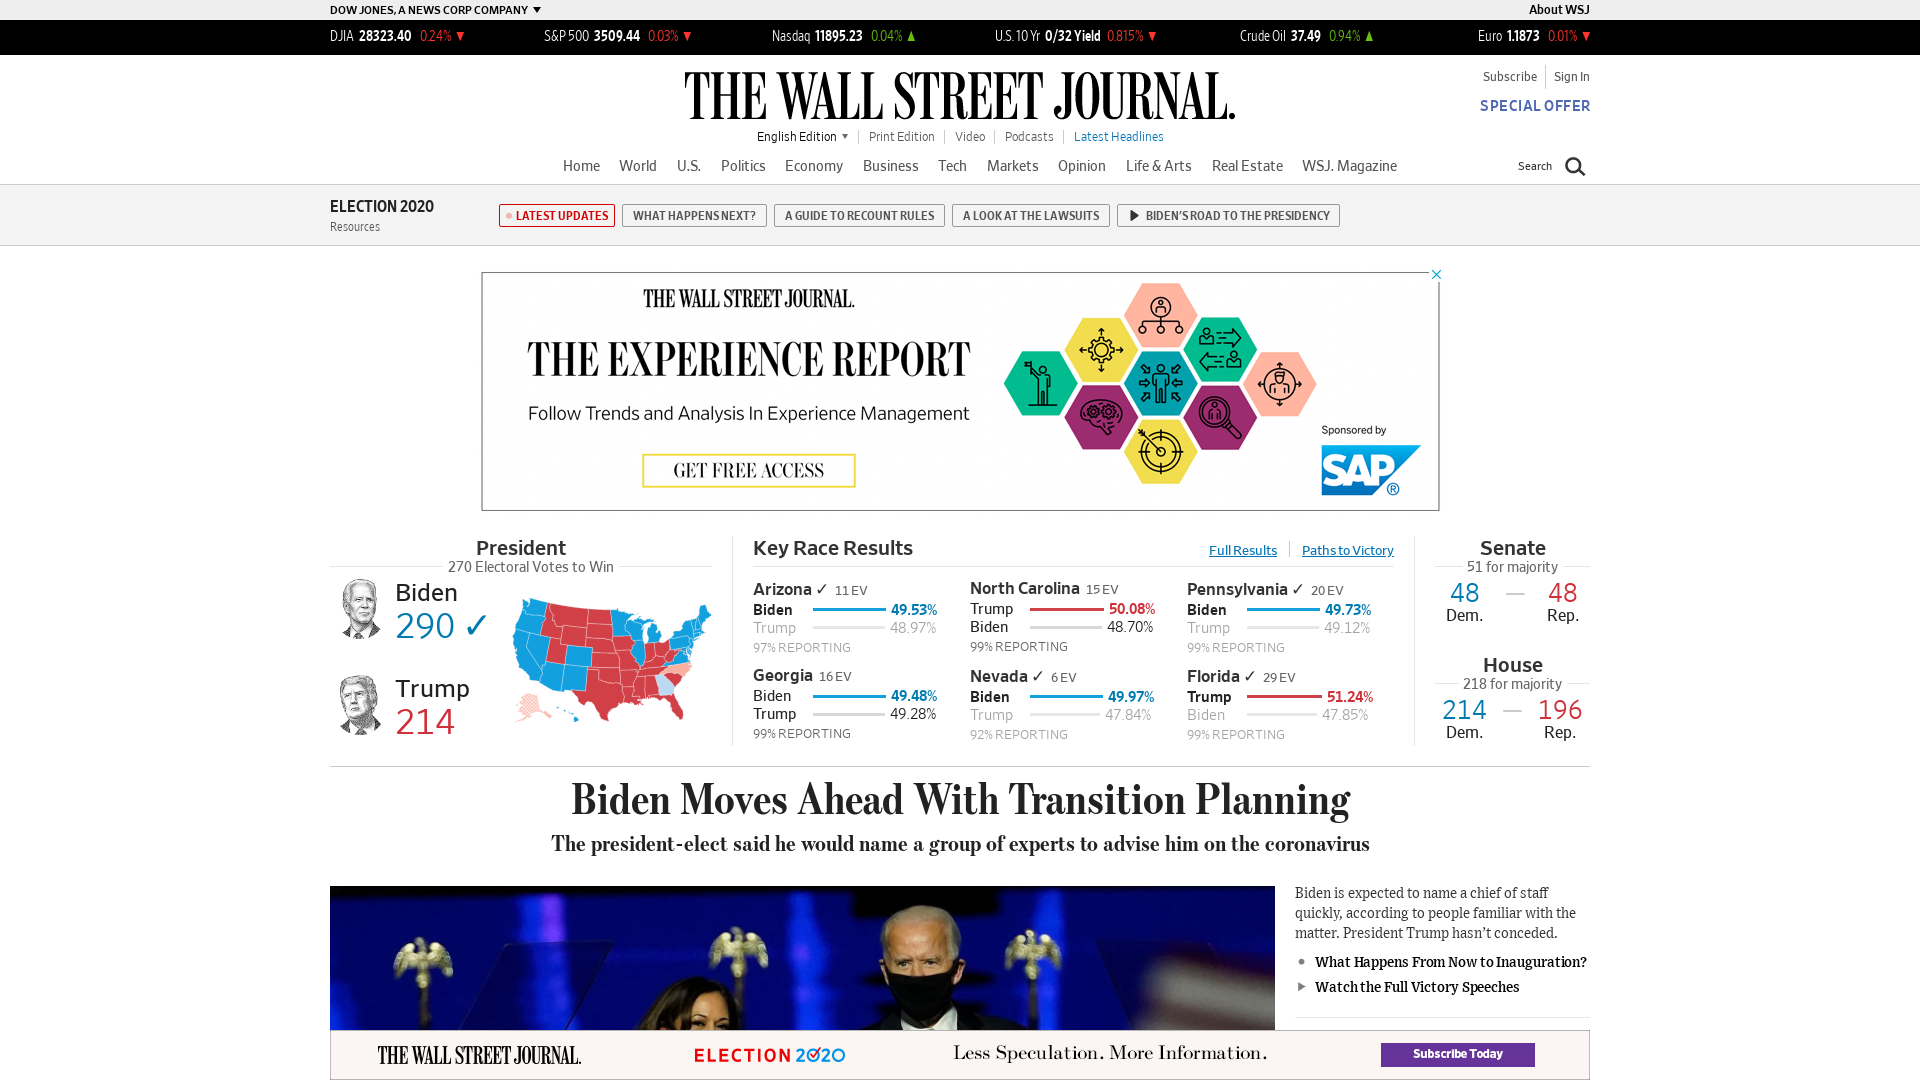 DOW JONES, A NEWS CORP COMPANY
About WSJ
DJIA 28323.40 0.24%
S&P 500 3509.44 0.03%
Nasdaq 11895.23 0.04%
U.S. 10 Yr 0/32 Yield 0.815%
Crude Oil 37.49 0.94%
Euro 1.1873 0.01%
THE WALL STREET JOURNAL.
Subscribe
Sign In
SPECIAL OFFER
English Edition
Print Edition
Video
Podcasts
Latest Headlines
Home
World
U.S.
Politics
Economy
Business
Tech
Markets
Opinion
Life & Arts
Real Estate
WSJ. Magazine
Search
ELECTION 2020
Resources
LATEST UPDATES
WHAT HAPPENS NEXT?
A GUIDE TO RECOUNT RULES
A LOOK AT THE LAWSUITS
BIDEN'S ROAD TO THE PRESIDENCY
THE WALL STREET JOURNAL.
THE EXPERIENCE REPORT
Follow Trends and Analysis In Experience Management
GET FREE ACCESS
Sponsored by
SAP®
President
270 Electoral Votes to Win
Biden
290 ✓
Trump
214
Key Race Results
Full Results
Paths to Victory
Arizona ✓ 11 EV
Biden 49.53%
Trump 48.97%
97% REPORTING
North Carolina 15 EV
Trump 50.08%
Biden 48.70%
99% REPORTING
Pennsylvania ✓ 20 EV
Biden 49.73%
Trump 49.12%
99% REPORTING
Georgia 16 EV
Biden 49.48%
Trump 49.28%
99% REPORTING
Nevada ✓ 6 EV
Biden 49.97%
Trump 47.84%
92% REPORTING
Florida ✓ 29 EV
Trump 51.24%
Biden 47.85%
99% REPORTING
Senate
51 for majority
48 — 48
Dem. Rep.
House
218 for majority
214 — 196
Dem. Rep.
Biden Moves Ahead With Transition Planning
The president-elect said he would name a group of experts to advise him on the coronavirus
Biden is expected to name a chief of staff
quickly, according to people familiar with the
matter. President Trump hasn't conceded.
What Happens From Now to Inauguration?
Watch the Full Victory Speeches
THE WALL STREET JOURNAL.
ELECTION 2020
Less Speculation. More Information.
Subscribe Today